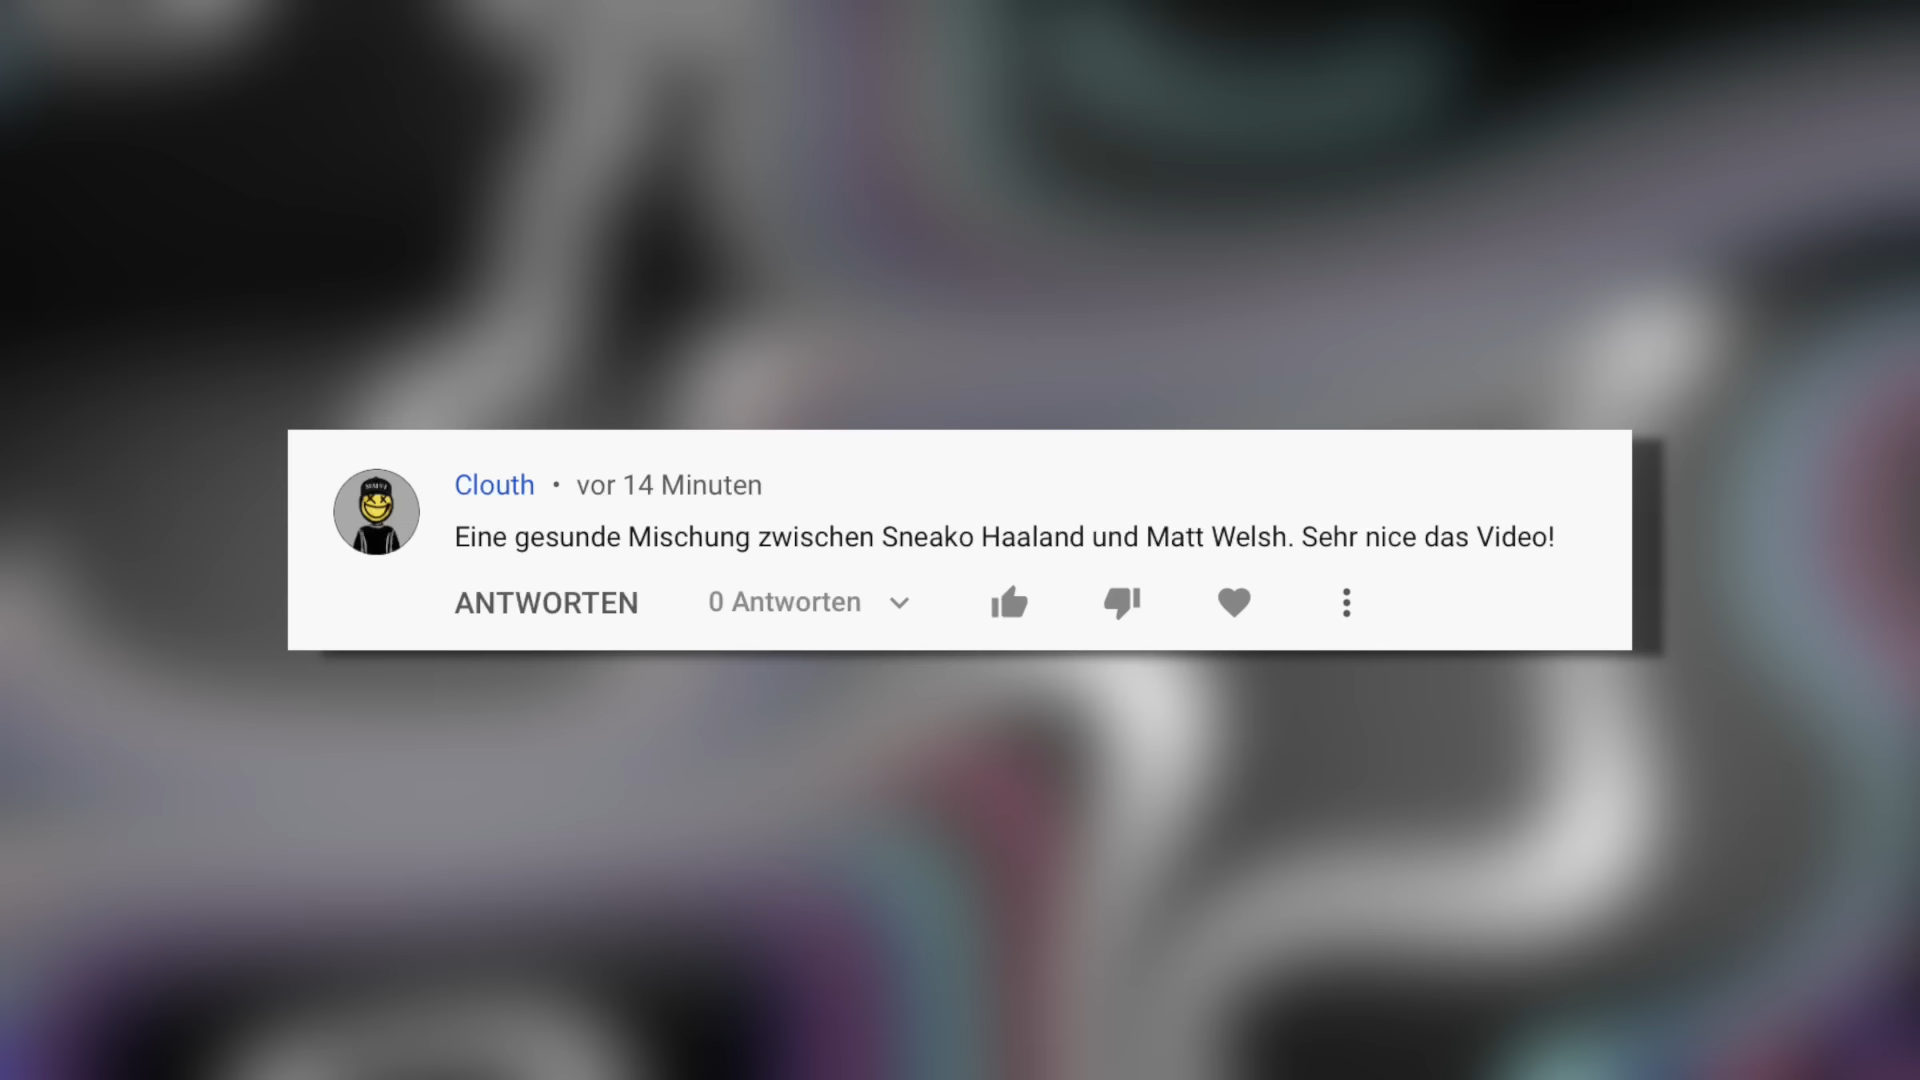 Clouth • vor 14 Minuten
Eine gesunde Mischung zwischen Sneako Haaland und Matt Welsh. Sehr nice das Video!
ANTWORTEN 0 Antworten